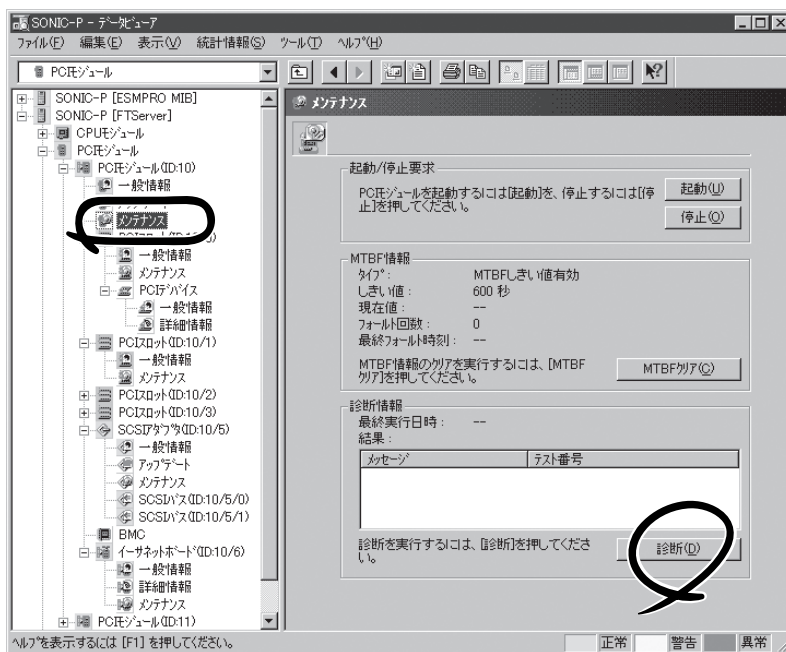 SONIC-P - ﾃﾞｰﾀﾋﾞｭｰｱ
ﾌｧｲﾙ(F) 編集(E) 表示(V) 統計情報(S) ﾂｰﾙ(T) ﾍﾙﾌﾟ(H)
PCIﾓｼﾞｭｰﾙ
SONIC-P [ESMPRO MIB]
SONIC-P [FTServer]
CPUﾓｼﾞｭｰﾙ
PCIﾓｼﾞｭｰﾙ
PCIﾓｼﾞｭｰﾙ(ID:10)
一般情報
ﾒﾝﾃﾅﾝｽ
一般情報
ﾒﾝﾃﾅﾝｽ
PCIﾃﾞﾊﾞｲｽ
一般情報
詳細情報
PCIｽﾛｯﾄ(ID:10/1)
一般情報
ﾒﾝﾃﾅﾝｽ
PCIｽﾛｯﾄ(ID:10/2)
PCIｽﾛｯﾄ(ID:10/3)
SCSIｱﾀﾞﾌﾟﾀ(ID:10/5)
一般情報
ｱｯﾌﾟﾃﾞｰﾄ
ﾒﾝﾃﾅﾝｽ
SCSIﾊﾞｽ(ID:10/5/0)
SCSIﾊﾞｽ(ID:10/5/1)
BMC
ｲｰｻﾈｯﾄﾎﾞｰﾄﾞ(ID:10/6)
一般情報
詳細情報
ﾒﾝﾃﾅﾝｽ
PCIﾓｼﾞｭｰﾙ(ID:11)
ﾒﾝﾃﾅﾝｽ
起動/停止要求
PCIﾓｼﾞｭｰﾙを起動するには[起動]を、停止するには[停
止]を押してください。
起動(U)
停止(O)
MTBF情報
ﾀｲﾌﾟ: MTBFしきい値有効
しきい値: 600 秒
現在値: --
ﾌｫｰﾙﾄ回数: 0
最終ﾌｫｰﾙﾄ時刻: --
MTBF情報のｸﾘｱを実行するには、[MTBF
ｸﾘｱ]を押してください。
MTBFｸﾘｱ(C)
診断情報
最終実行日時: --
結果:
ﾒｯｾｰｼﾞ ﾃｽﾄ番号
診断を実行するには、[診断]を押してくださ
い。
診断(D)
ﾍﾙﾌﾟを表示するには [F1] を押してください。 正常 警告 異常